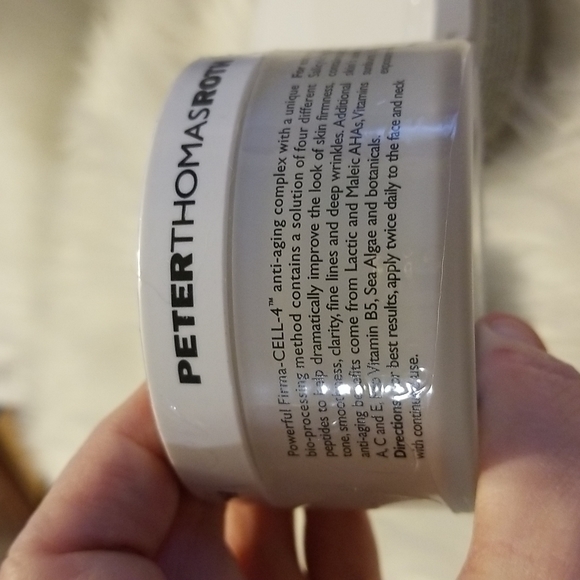 PETERTHOMASROTH
Powerful Firma-CELL-4™ anti-aging complex with a unique
bio-processing method contains a solution of four different
peptides to help dramatically improve the look of skin firmness,
tone, smoothness, clarity, fine lines and deep wrinkles. Additional
anti-aging benefits come from Lactic and Maleic AHAs, Vitamins
A, C and E, Vitamin B5, Sea Algae and botanicals.
Directions: For best results, apply twice daily to the face and neck
with continued use.
For